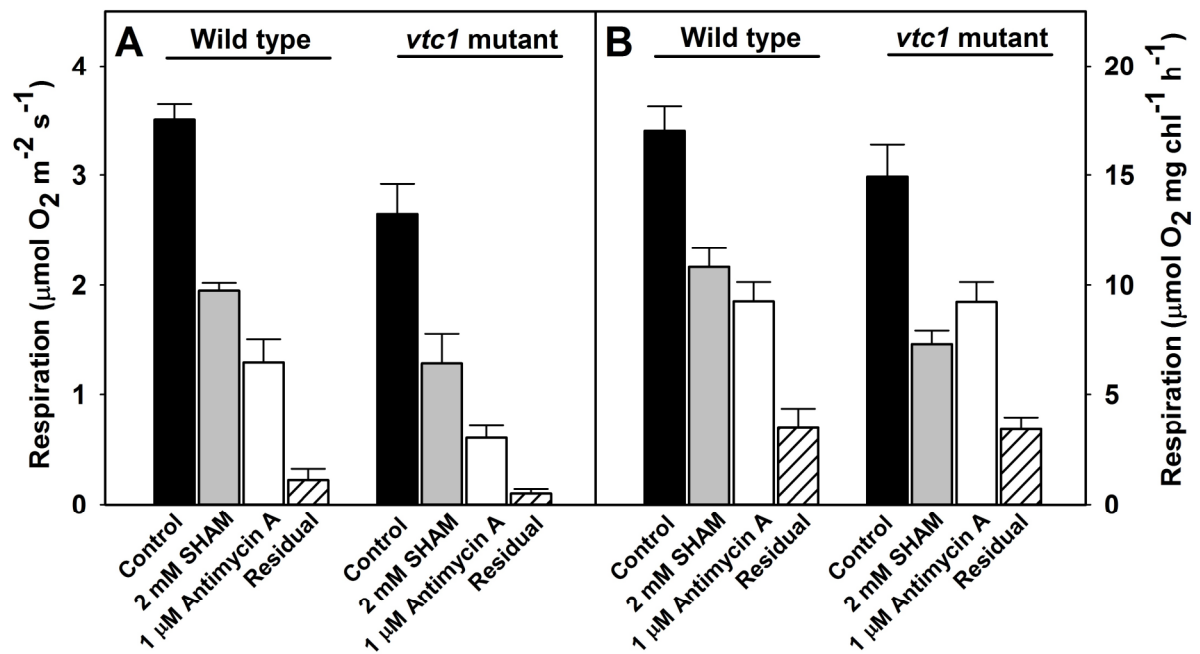 A
Wild type
vtc1 mutant
B
Wild type
vtc1 mutant
Respiration (μmol O2 m-2 s-1)
4
3
2
1
0
20
15
10
5
0
Respiration (μmol O2 mg chl-1 h-1)
Control
2 mM SHAM
1 μM Antimycin A
Residual
Control
2 mM SHAM
1 μM Antimycin A
Residual
Control
2 mM SHAM
1 μM Antimycin A
Residual
Control
2 mM SHAM
1 μM Antimycin A
Residual